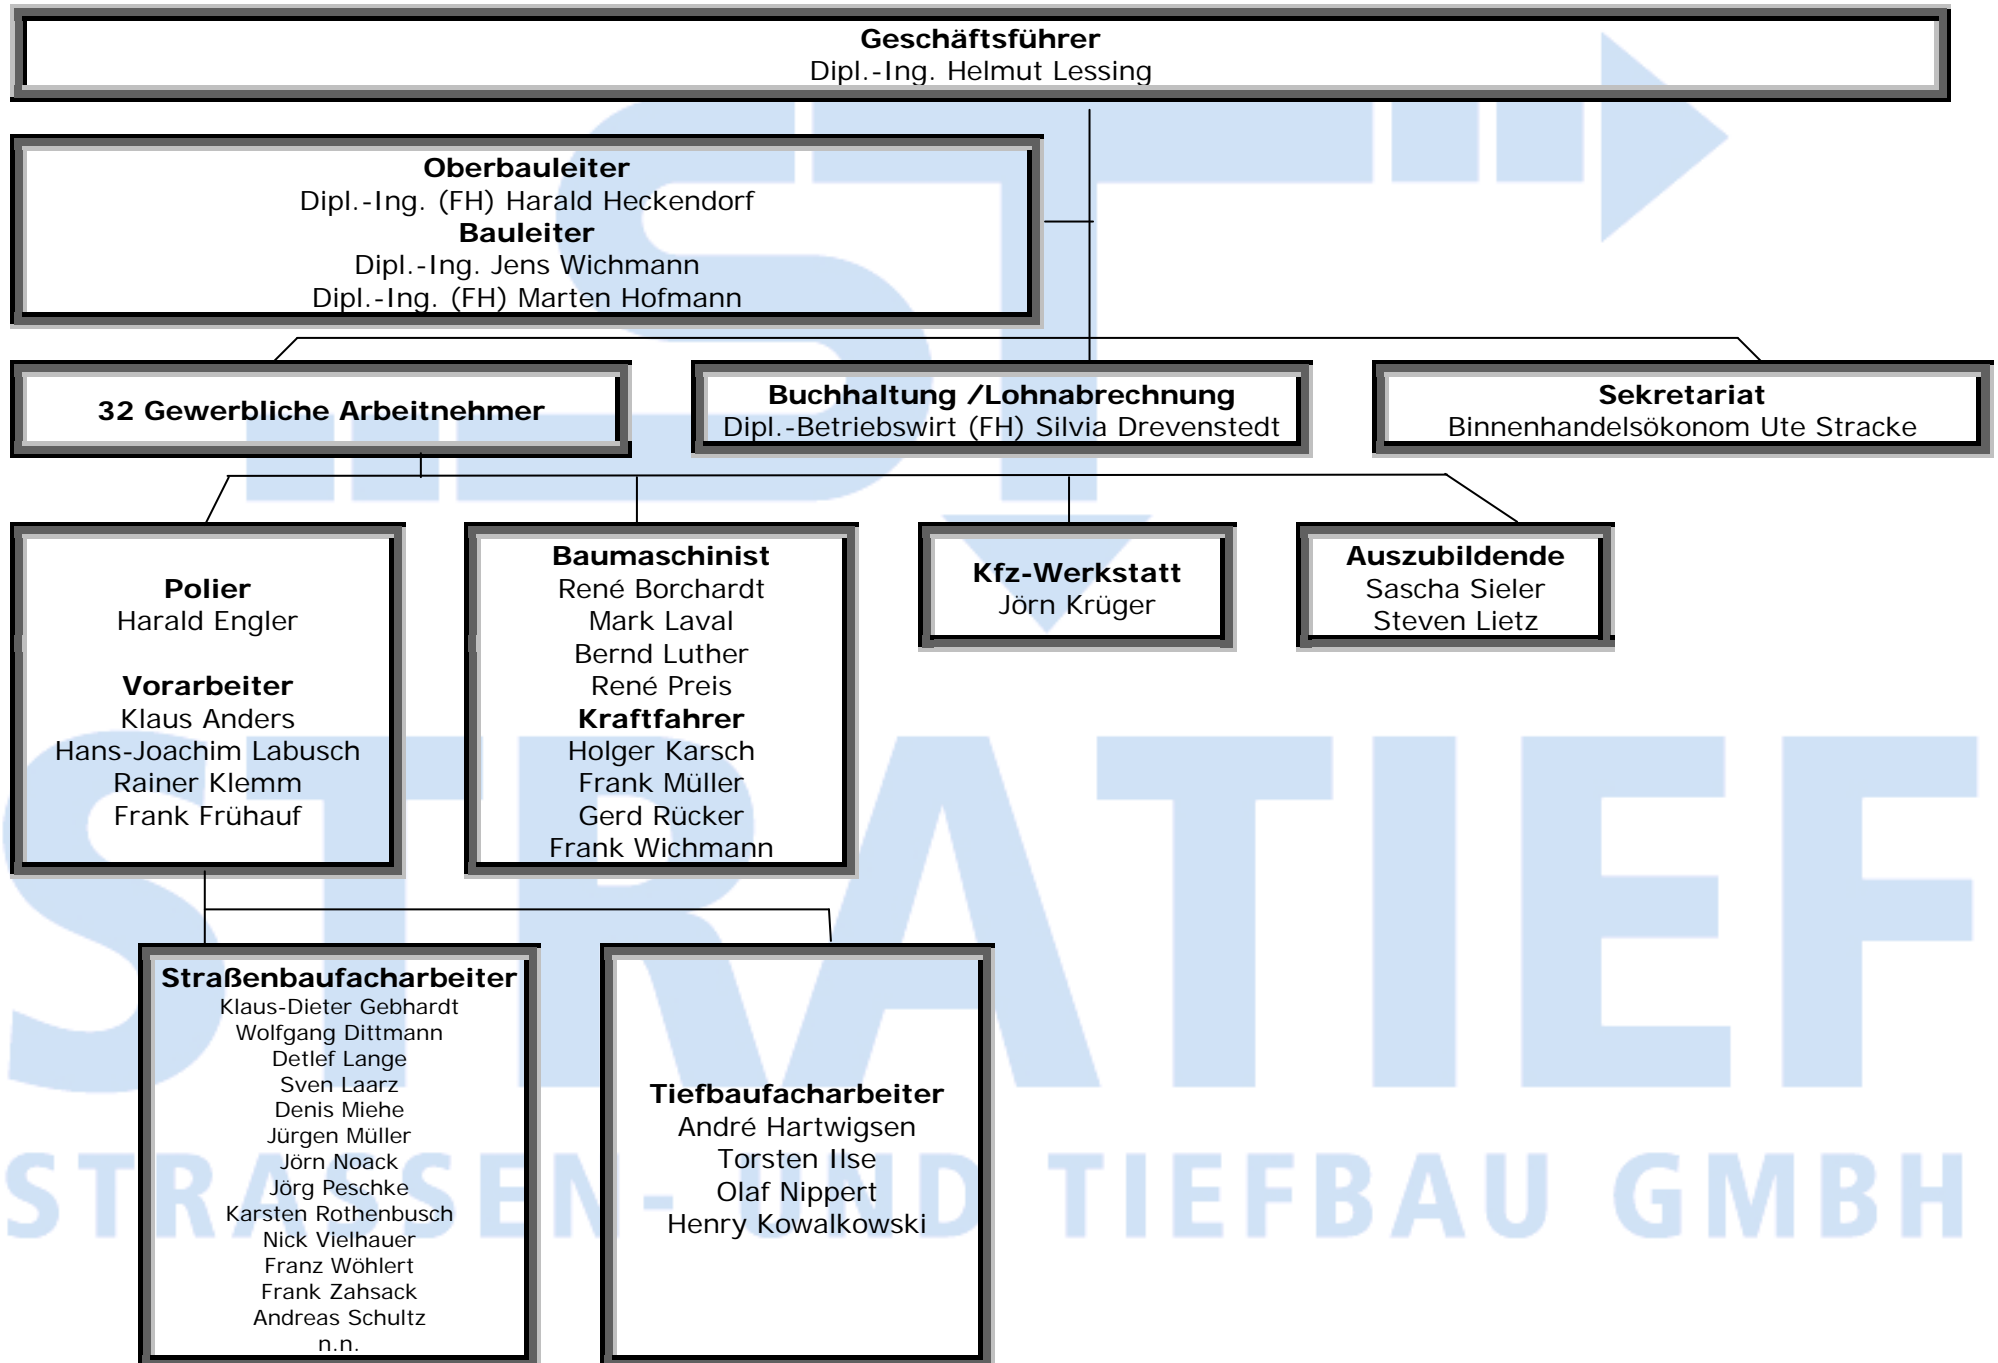 Geschäftsführer
Dipl.-Ing. Helmut Lessing
Oberbauleiter
Dipl.-Ing. (FH) Harald Heckendorf
Bauleiter
Dipl.-Ing. Jens Wichmann
Dipl.-Ing. (FH) Marten Hofmann
32 Gewerbliche Arbeitnehmer
Buchhaltung /Lohnabrechnung
Dipl.-Betriebswirt (FH) Silvia Drevenstedt
Sekretariat
Binnenhandelsökonom Ute Stracke
Polier
Harald Engler
Vorarbeiter
Klaus Anders
Hans-Joachim Labusch
Rainer Klemm
Frank Frühauf
Baumaschinist
René Borchardt
Mark Laval
Bernd Luther
René Preis
Kraftfahrer
Holger Karsch
Frank Müller
Gerd Rücker
Frank Wichmann
Kfz-Werkstatt
Jörn Krüger
Auszubildende
Sascha Sieler
Steven Lietz
Straßenbaufacharbeiter
Klaus-Dieter Gebhardt
Wolfgang Dittmann
Detlef Lange
Sven Laarz
Denis Miehe
Jürgen Müller
Jörn Noack
Jörg Peschke
Karsten Rothenbusch
Nick Vielhauer
Franz Wöhlert
Frank Zahsack
Andreas Schultz
n.n.
Tiefbaufacharbeiter
André Hartwigsen
Torsten Ilse
Olaf Nippert
Henry Kowalkowski
ST
STRATIEF
STRASSEN- UND TIEFBAU GMBH